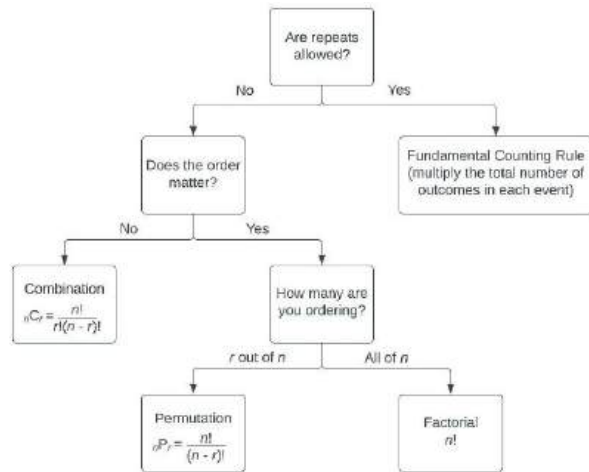 Are repeats
allowed?
No
Yes
Does the order
matter?
Fundamental Counting Rule
(multiply the total number of
outcomes in each event)
No
Yes
Combination
nCr = n! / r!(n - r)!
How many are
you ordering?
r out of n
All of n
Permutation
nPr = n! / (n - r)!
Factorial
n!